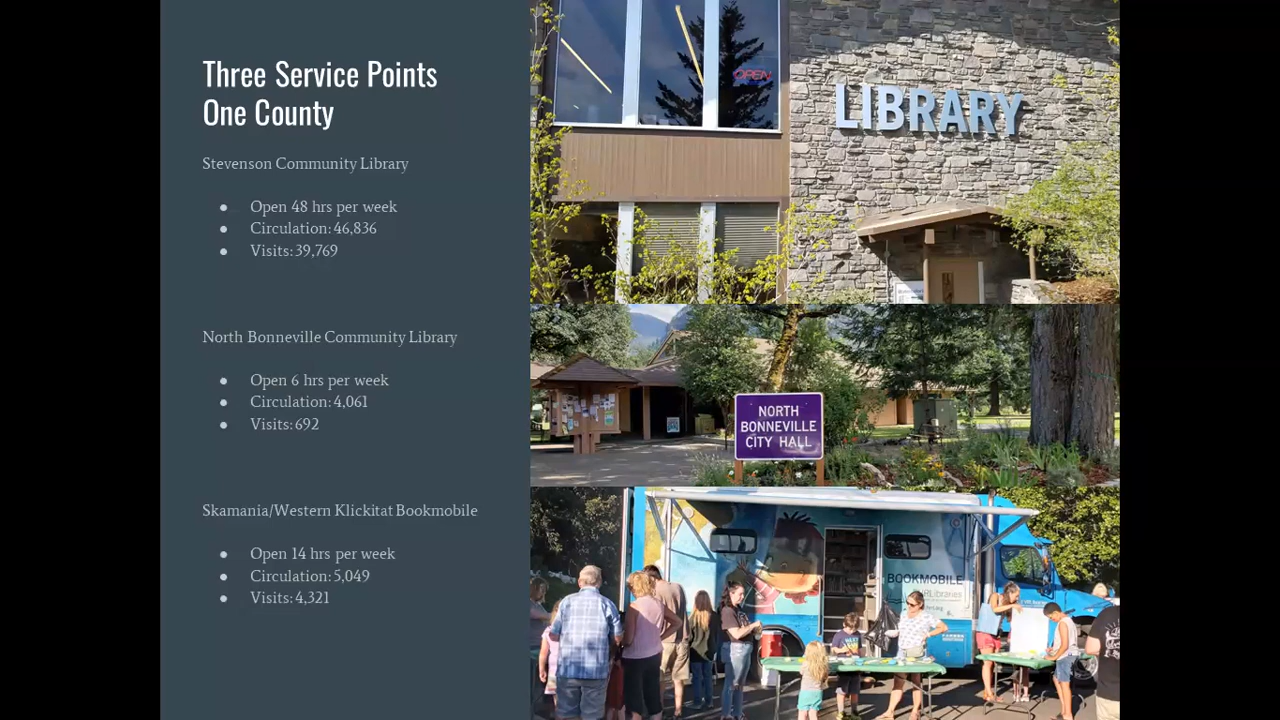 Three Service Points
One County
Stevenson Community Library
● Open 48 hrs per week
● Circulation: 46,836
● Visits: 39,769
North Bonneville Community Library
● Open 6 hrs per week
● Circulation: 4,061
● Visits: 692
Skamania/Western Klickitat Bookmobile
● Open 14 hrs per week
● Circulation: 5,049
● Visits: 4,321
OPEN
LIBRARY
NORTH
BONNEVILLE
CITY HALL
BOOKMOBILE